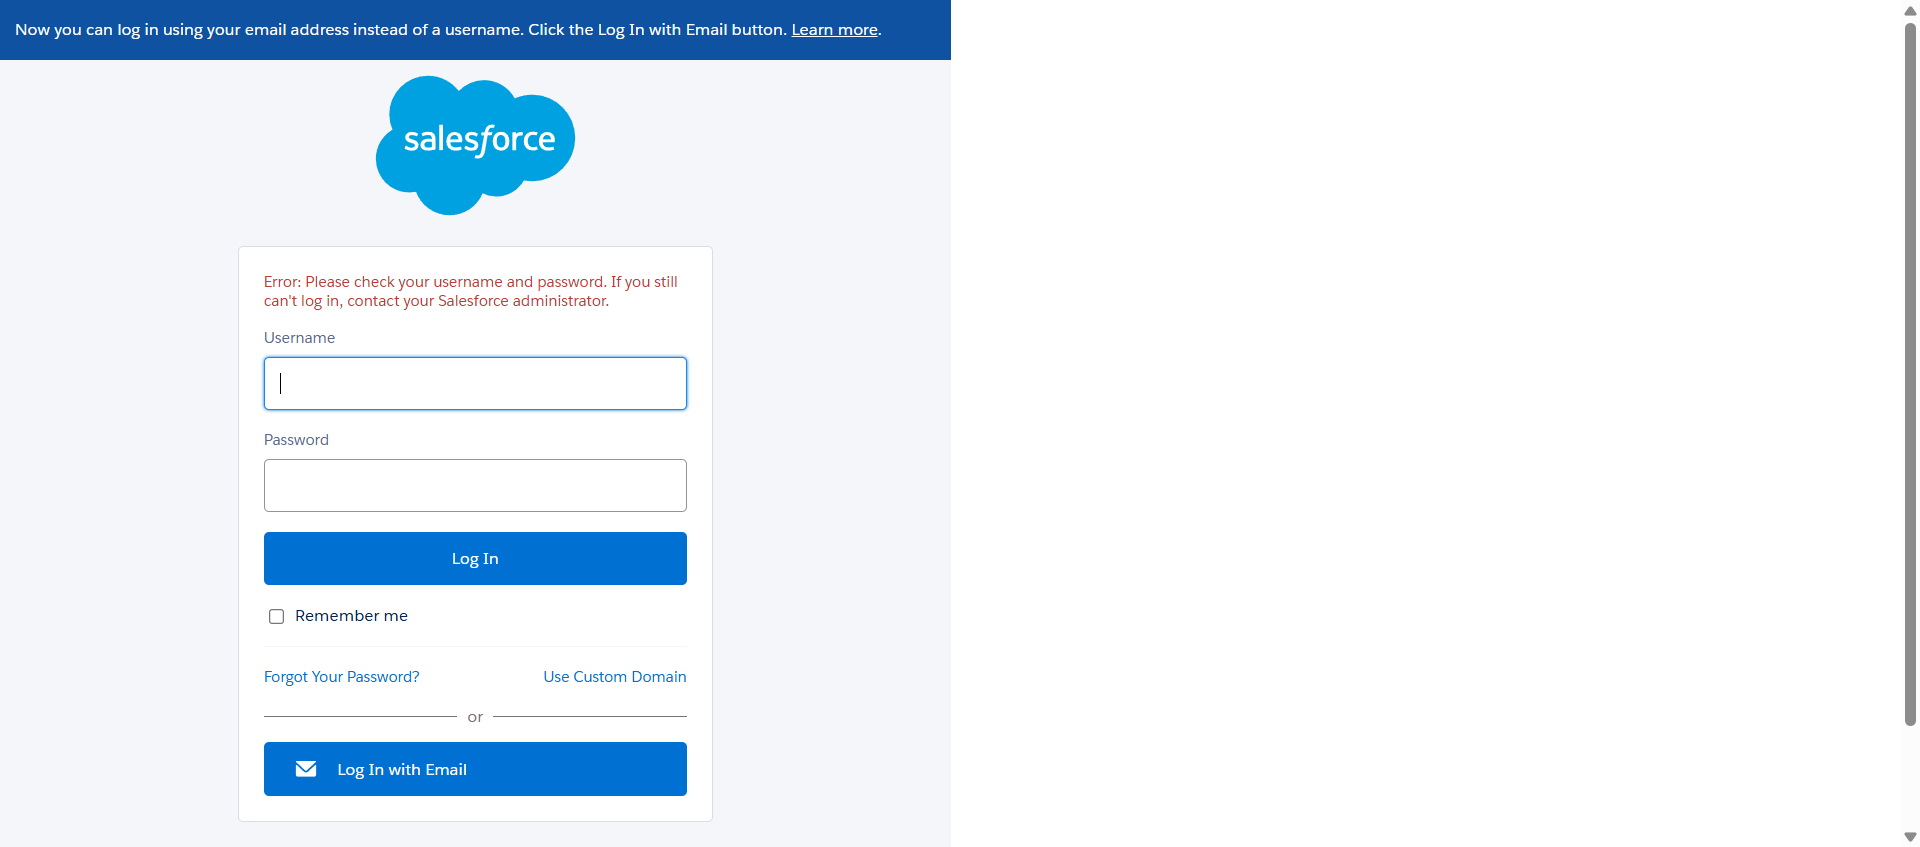 Now you can log in using your email address instead of a username. Click the Log In with Email button. Learn more.
salesforce
Error: Please check your username and password. If you still
can't log in, contact your Salesforce administrator.
Username
Password
Log In
Remember me
Forgot Your Password?
Use Custom Domain
or
Log In with Email